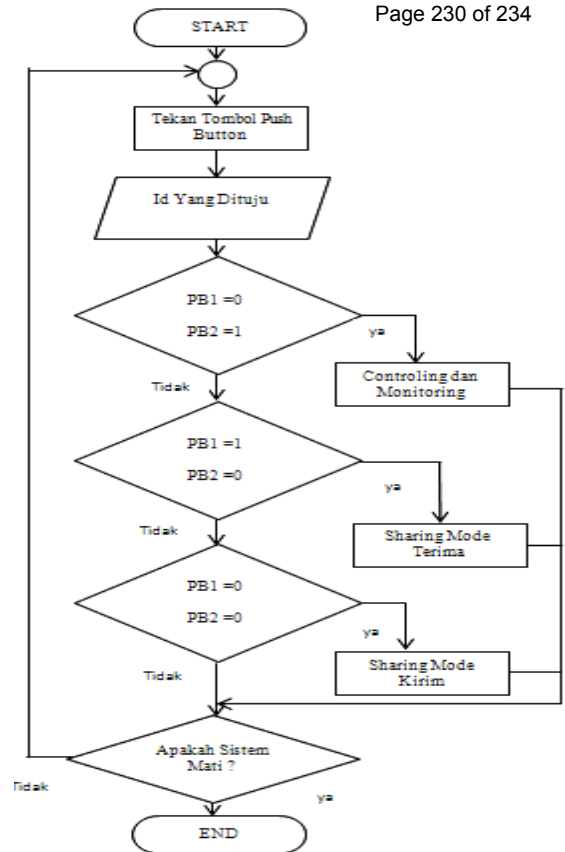 Page 230 of 234
START
Tekan Tombol Push
Button
Id Yang Dituju
PB1 =0
PB2 =1
ya
Controling dan
Monitoring
Tidak
PB1 =1
PB2 =0
ya
Sharing Mode
Terima
Tidak
PB1 =0
PB2 =0
ya
Sharing Mode
Kirim
Tidak
Apakah Sistem
Mati ?
Tidak
ya
END